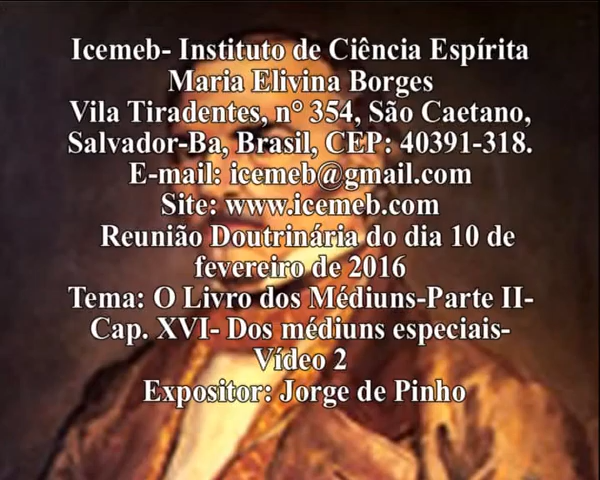 Icemeb- Instituto de Ciência Espírita
Maria Elivina Borges
Vila Tiradentes, n° 354, São Caetano,
Salvador-Ba, Brasil, CEP: 40391-318.
E-mail: icemeb@gmail.com
Site: www.icemeb.com
Reunião Doutrinária do dia 10 de
fevereiro de 2016
Tema: O Livro dos Médiuns-Parte II-
Cap. XVI- Dos médiuns especiais-
Vídeo 2
Expositor: Jorge de Pinho